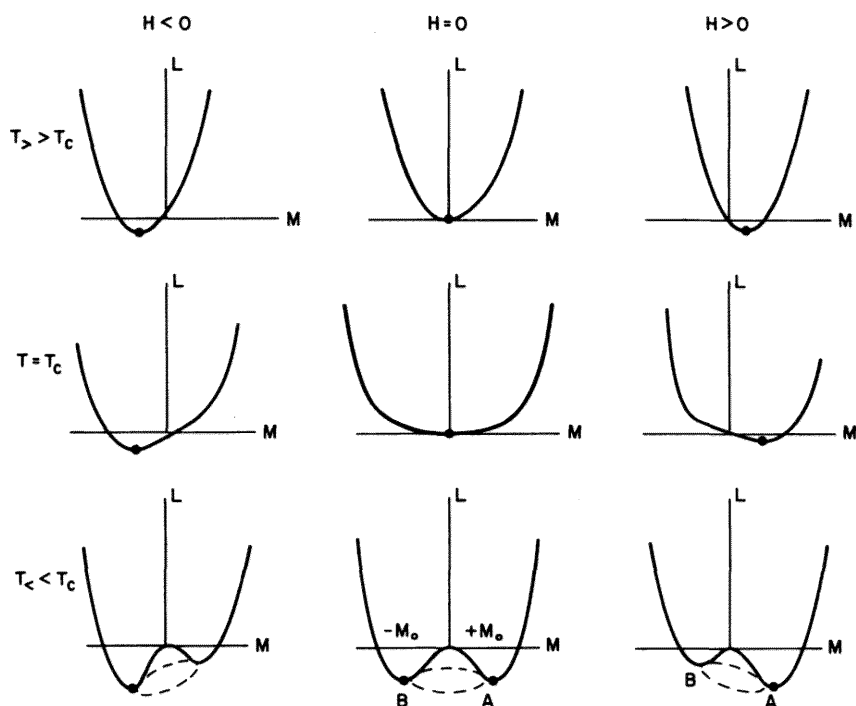 H < 0 H = 0 H > 0
L L L
T> > Tc
M M M
L L L
T = Tc
M M M
L L L
T< < Tc
-Mo +Mo
M M M
B A B A